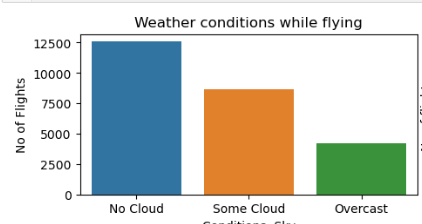 Weather conditions while flying
No of Flights
12500
10000
7500
5000
2500
0
No Cloud Some Cloud Overcast